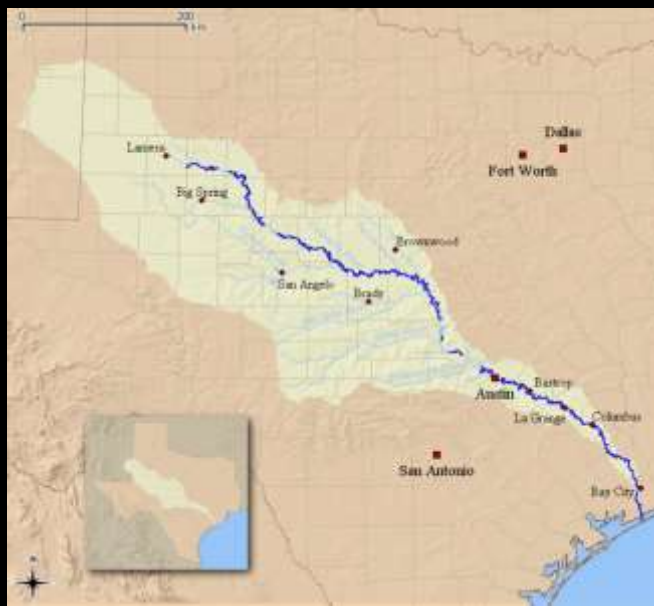 0
200
km
Lamesa
Big Spring
Dallas
Fort Worth
Brownwood
San Angelo
Brady
Austin
Bastrop
La Grange
Columbus
San Antonio
Bay City